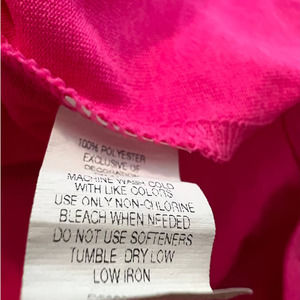 100% POLYESTER
EXCLUSIVE OF
DECORATION
MACHINE WASH COLD
WITH LIKE COLORS
USE ONLY NON-CHLORINE
BLEACH WHEN NEEDED
DO NOT USE SOFTENERS
TUMBLE DRY LOW
LOW IRON